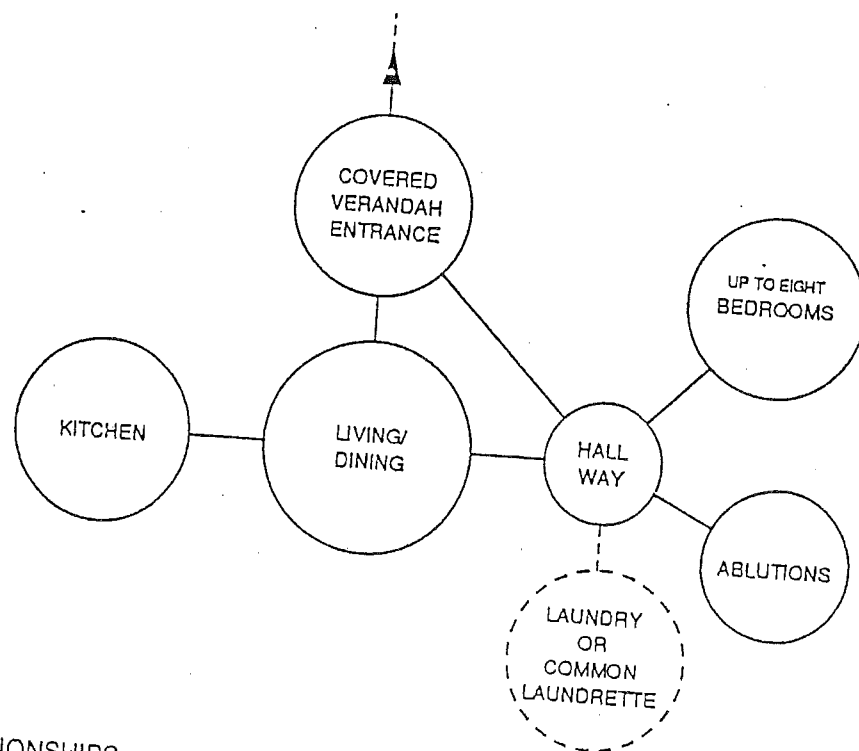 COVERED
VERANDAH
ENTRANCE
UP TO EIGHT
BEDROOMS
KITCHEN
LIVING/
DINING
HALL
WAY
ABLUTIONS
LAUNDRY
OR
COMMON
LAUNDRETTE